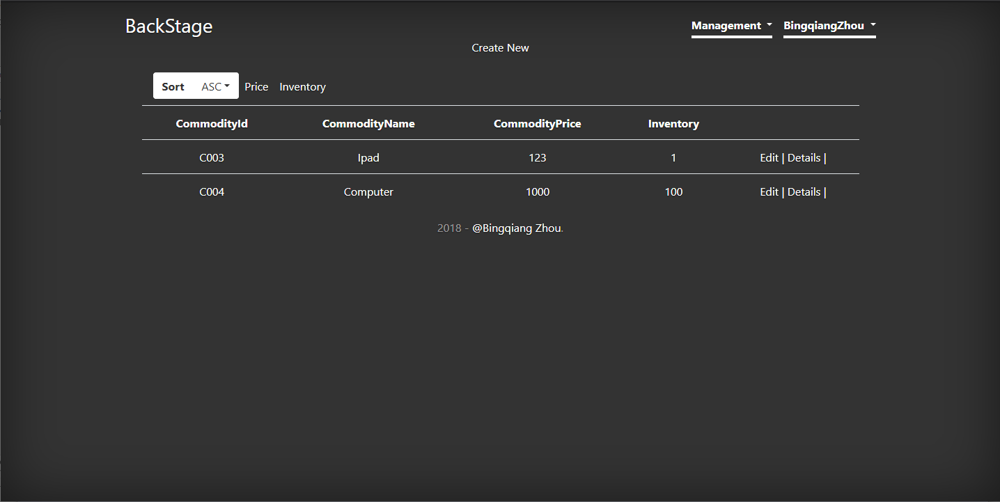 BackStage Management BingqiangZhou
Create New
Sort ASC Price Inventory
CommodityId CommodityName CommodityPrice Inventory
C003 Ipad 123 1 Edit | Details |
C004 Computer 1000 100 Edit | Details |
2018 - @Bingqiang Zhou.